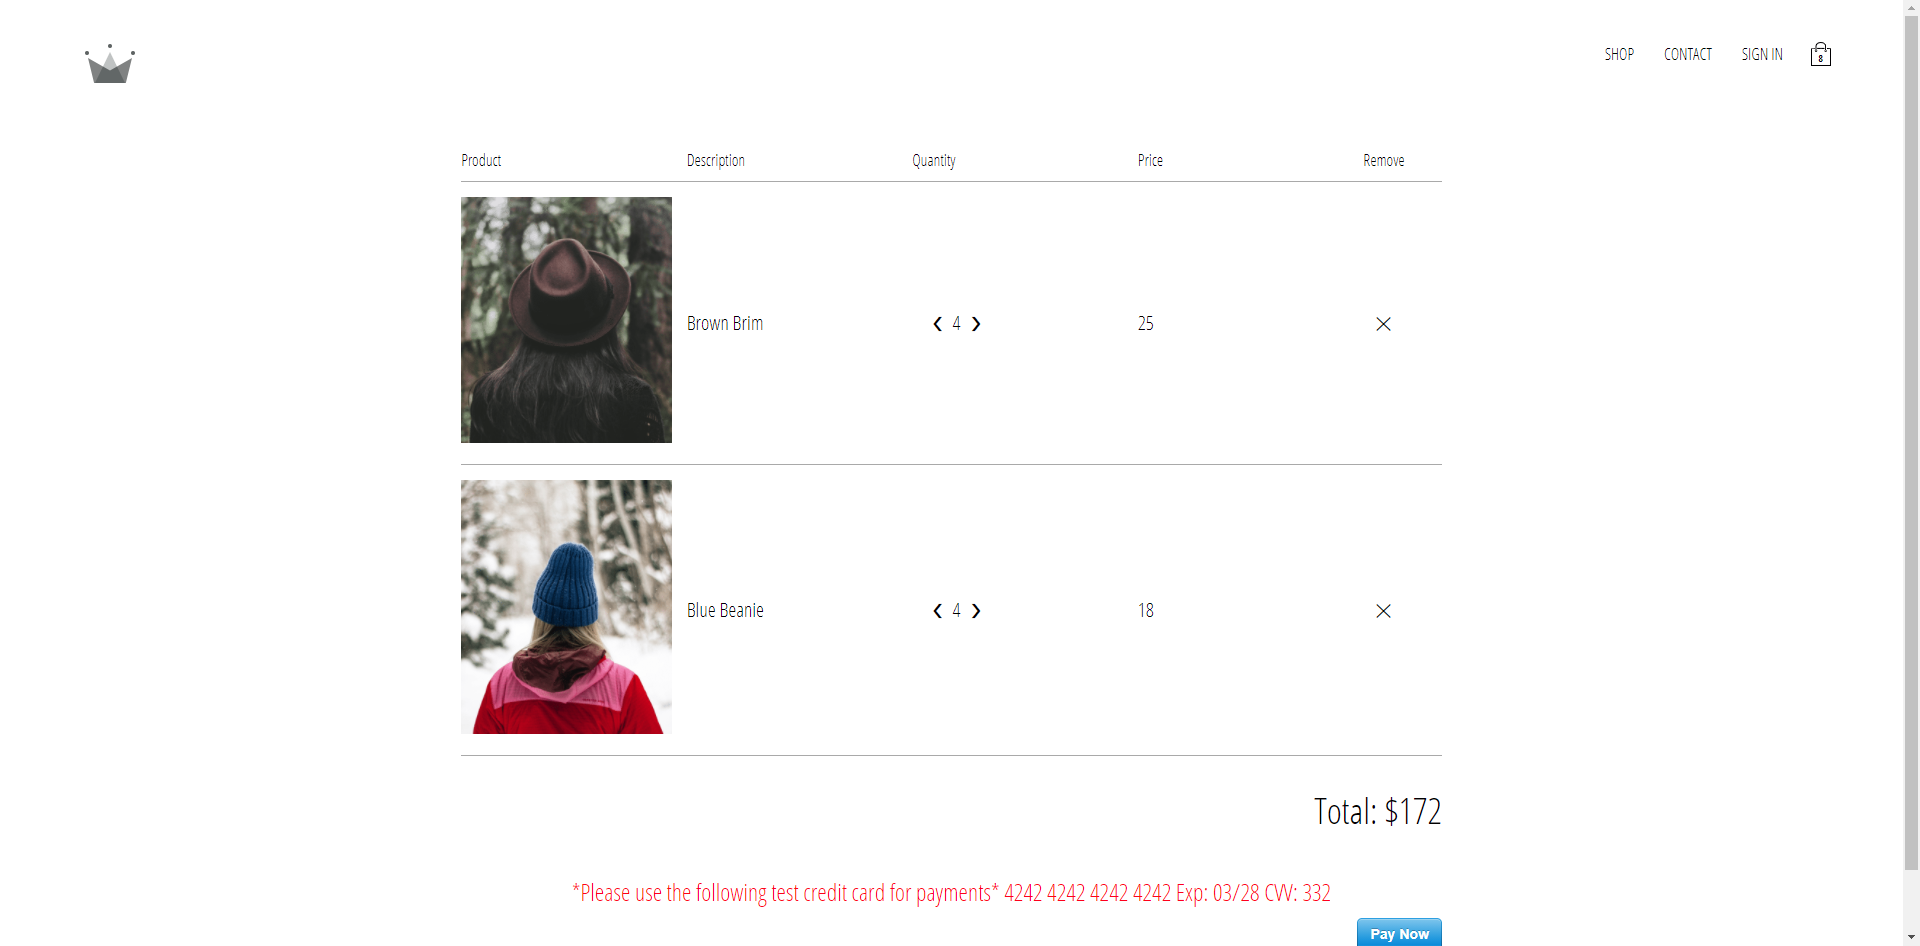 SHOP CONTACT SIGN IN 8
Product Description Quantity Price Remove
Brown Brim ❮ 4 ❯ 25 ✕
Blue Beanie ❮ 4 ❯ 18 ✕
Total: $172
*Please use the following test credit card for payments* 4242 4242 4242 4242 Exp: 03/28 CVV: 332
Pay Now